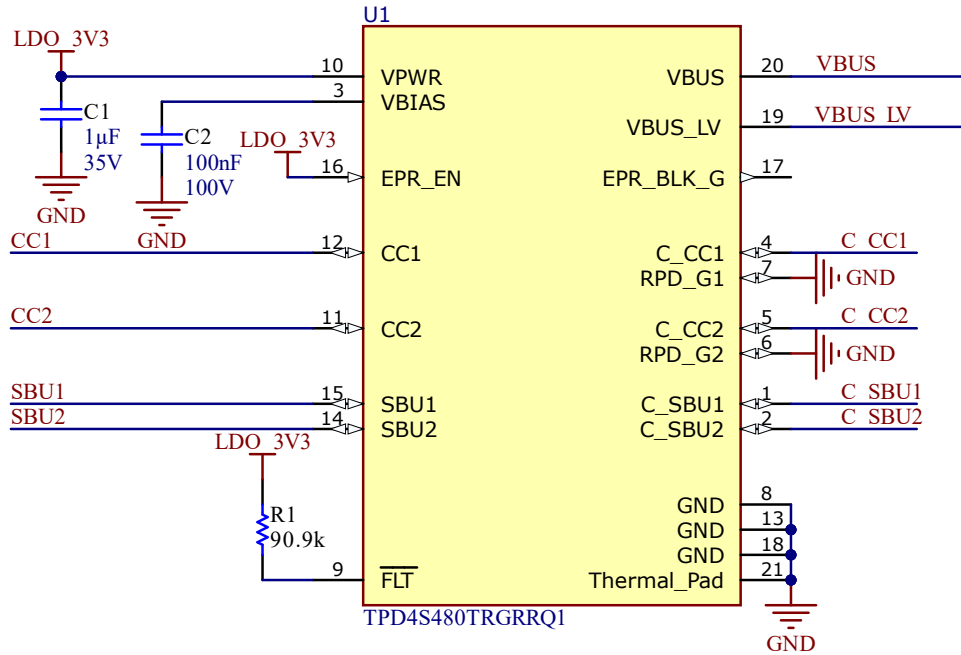 U1
LDO_3V3
10 VPWR VBUS 20 VBUS
3 VBIAS
C1
1µF
35V
C2
100nF
100V
GND
GND
VBUS_LV 19 VBUS_LV
LDO_3V3
16 EPR_EN EPR_BLK_G 17
CC1 12 CC1 C_CC1 4 C_CC1
RPD_G1 7 GND
CC2 11 CC2 C_CC2 5 C_CC2
RPD_G2 6 GND
SBU1 15 SBU1 C_SBU1 1 C_SBU1
SBU2 14 SBU2 C_SBU2 2 C_SBU2
LDO_3V3
R1
90.9k
GND 8
GND 13
GND 18
9 FLT Thermal_Pad 21
TPD4S480TRGRRQ1
GND